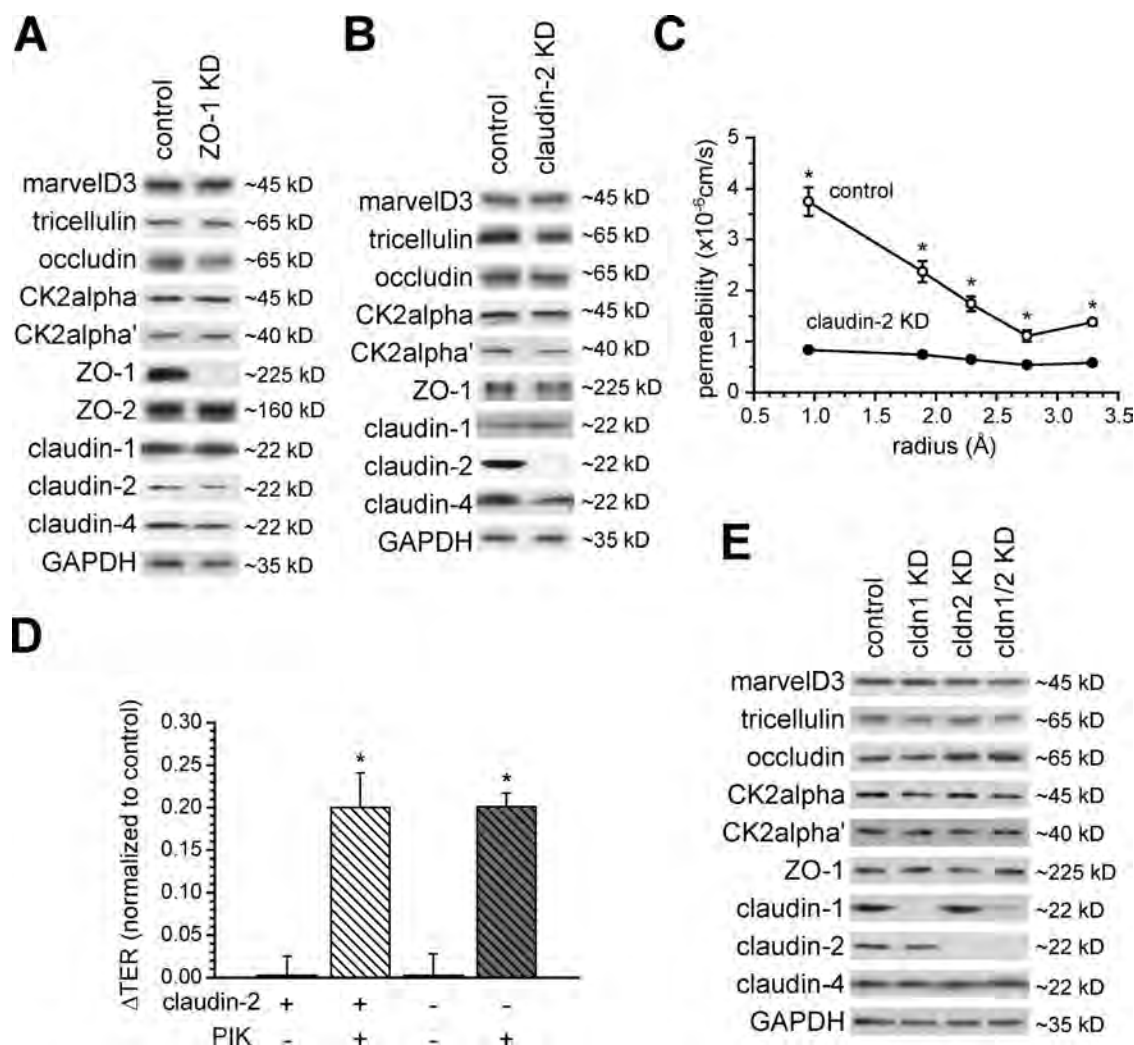 A
control
ZO-1 KD
marvelD3 ~45 kD
tricellulin ~65 kD
occludin ~65 kD
CK2alpha ~45 kD
CK2alpha' ~40 kD
ZO-1 ~225 kD
ZO-2 ~160 kD
claudin-1 ~22 kD
claudin-2 ~22 kD
claudin-4 ~22 kD
GAPDH ~35 kD
B
control
claudin-2 KD
marvelD3 ~45 kD
tricellulin ~65 kD
occludin ~65 kD
CK2alpha ~45 kD
CK2alpha' ~40 kD
ZO-1 ~225 kD
claudin-1 ~22 kD
claudin-2 ~22 kD
claudin-4 ~22 kD
GAPDH ~35 kD
C
permeability (x10-6cm/s)
5
4
3
2
1
0
* * * * *
control
claudin-2 KD
0.5 1.0 1.5 2.0 2.5 3.0 3.5
radius (Å)
D
ΔTER (normalized to control)
0.30
0.25
0.20
0.15
0.10
0.05
0.00
* *
claudin-2 + + - -
PIK - + - +
E
control
cldn1 KD
cldn2 KD
cldn1/2 KD
marvelD3 ~45 kD
tricellulin ~65 kD
occludin ~65 kD
CK2alpha ~45 kD
CK2alpha' ~40 kD
ZO-1 ~225 kD
claudin-1 ~22 kD
claudin-2 ~22 kD
claudin-4 ~22 kD
GAPDH ~35 kD